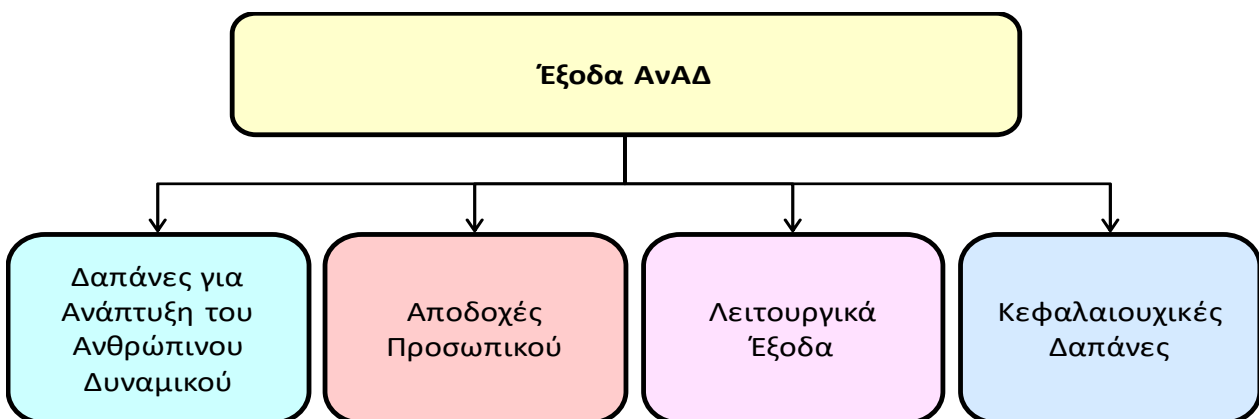 Έξοδα ΑνΑΔ
Δαπάνες για
Ανάπτυξη του
Ανθρώπινου
Δυναμικού
Αποδοχές
Προσωπικού
Λειτουργικά
Έξοδα
Κεφαλαιουχικές
Δαπάνες